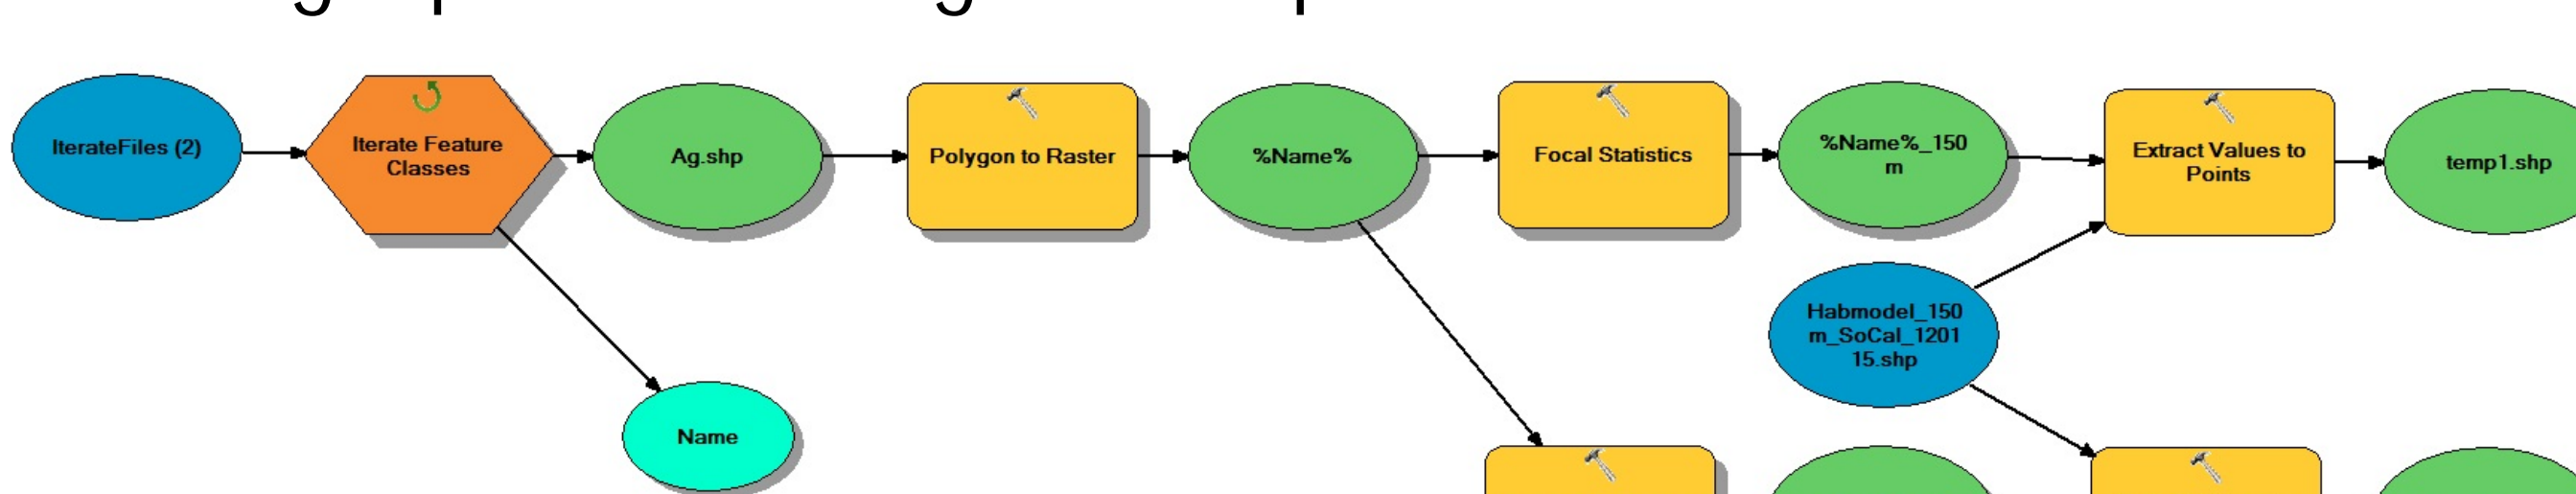 IterateFiles (2)
Iterate Feature
Classes
Ag.shp
Polygon to Raster
%Name%
Focal Statistics
%Name%_150
m
Extract Values to
Points
temp1.shp
Habmodel_150
m_SoCal_1201
15.shp
Name